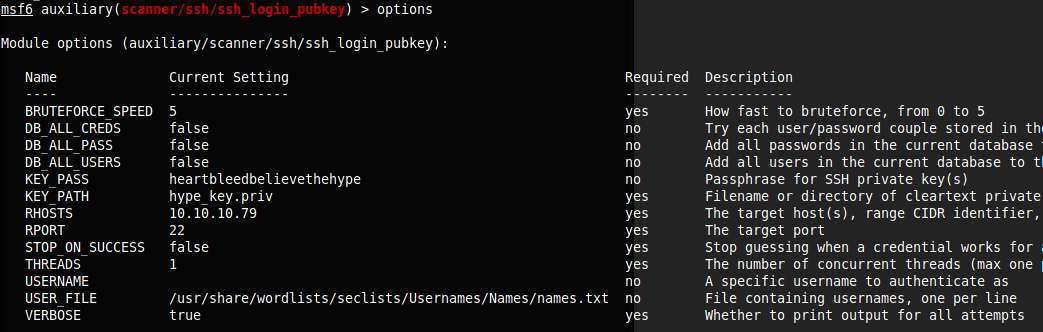 msf6 auxiliary(scanner/ssh/ssh_login_pubkey) > options
Module options (auxiliary/scanner/ssh/ssh_login_pubkey):
Name Current Setting Required Description
---- --------------- -------- -----------
BRUTEFORCE_SPEED 5 yes How fast to bruteforce, from 0 to 5
DB_ALL_CREDS false no Try each user/password couple stored in the
DB_ALL_PASS false no Add all passwords in the current database
DB_ALL_USERS false no Add all users in the current database to
KEY_PASS heartbleedbelievethehype no Passphrase for SSH private key(s)
KEY_PATH hype_key.priv yes Filename or directory of cleartext private
RHOSTS 10.10.10.79 yes The target host(s), range CIDR identifier,
RPORT 22 yes The target port
STOP_ON_SUCCESS false yes Stop guessing when a credential works for
THREADS 1 yes The number of concurrent threads (max one
USERNAME no A specific username to authenticate as
USER_FILE /usr/share/wordlists/seclists/Usernames/Names/names.txt no File containing usernames, one per line
VERBOSE true yes Whether to print output for all attempts